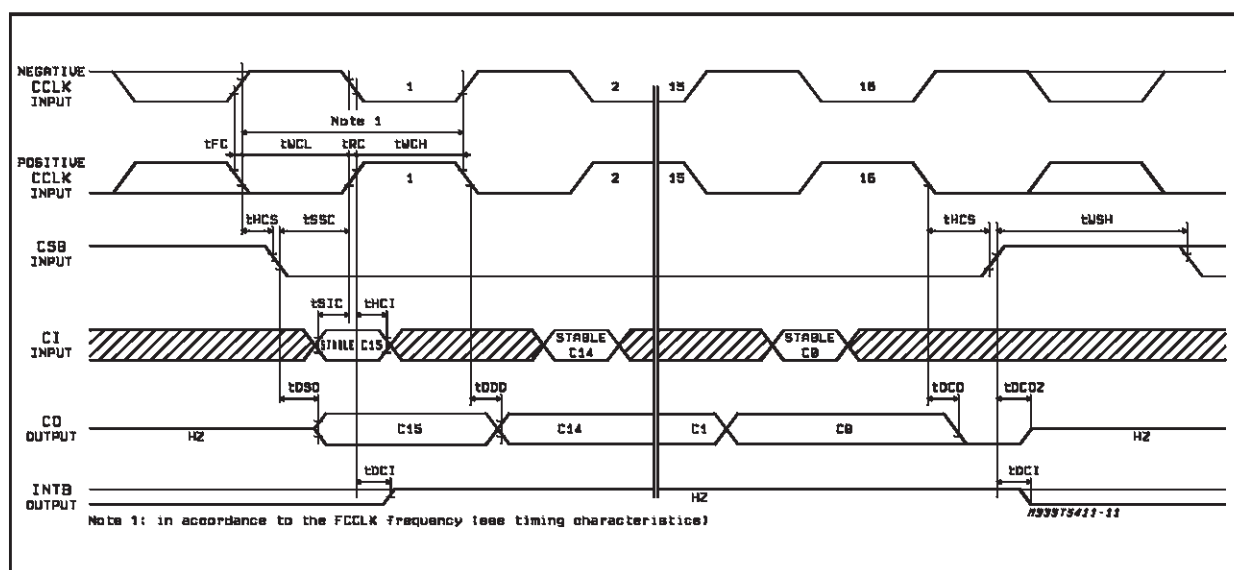 NEGATIVE
CCLK
INPUT
1
2
15
16
Note 1
tFC
tWCL
tRC
tWCH
POSITIVE
CCLK
INPUT
1
2
15
16
tHCS
tSSC
tHCS
tWSH
CSB
INPUT
tSIC
tHCI
CI
INPUT
STABLE C15
STABLE
C14
STABLE
C0
tDSO
tDDO
tDCO
tDCOZ
CO
OUTPUT
HZ
C15
C14
C1
C0
HZ
tDCI
tDCI
INTB
OUTPUT
HZ
Note 1: in accordance to the FCCLK frequency (see timing characteristics)
M99STS411-11